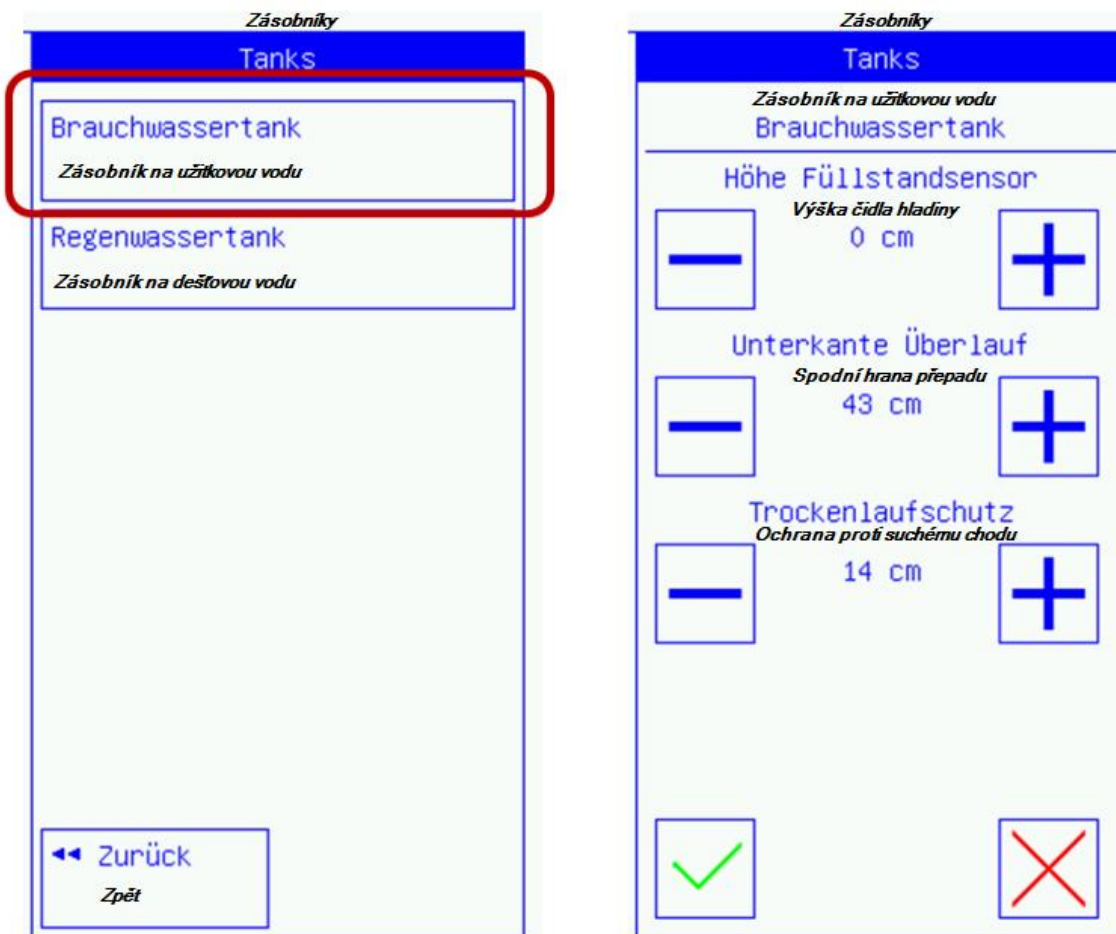 Zásobníky
Tanks
Brauchwassertank
Zásobník na užitkovou vodu
Regenwassertank
Zásobník na dešťovou vodu
Zurück
Zpět
Zásobníky
Tanks
Zásobník na užitkovou vodu
Brauchwassertank
Höhe Füllstandsensor
Výška čidla hladiny
0 cm
Unterkante Überlauf
Spodní hrana přepadu
43 cm
Trockenlaufschutz
Ochrana proti suchému chodu
14 cm